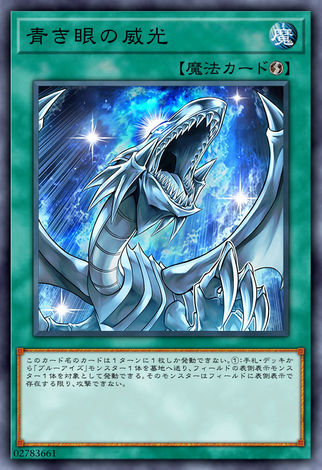 青き眼の威光
魔
【魔法カード】
このカード名のカードは1ターンに1枚しか発動できない。①:手札・デッキか
ら「ブルーアイズ」モンスター1体を墓地へ送り、フィールドの表側表示モンス
ター1体を対象として発動できる。そのモンスターはフィールドに表側表示で
存在する限り、攻撃できない。
02783661